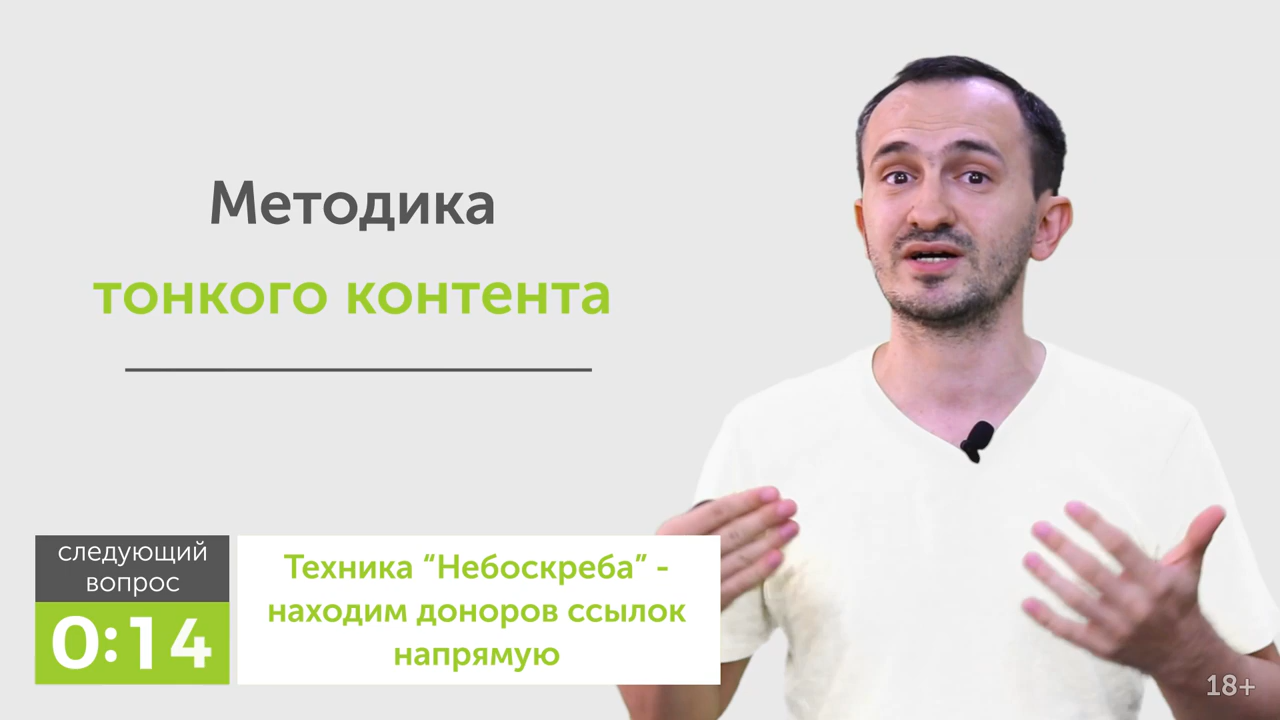 Методика
тонкого контента
следующий
вопрос
0:14
Техника “Небоскреба” -
находим доноров ссылок
напрямую
18+